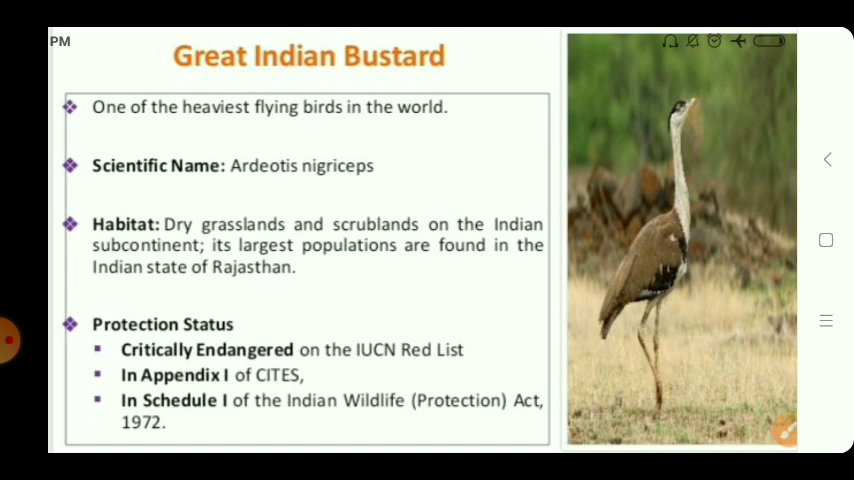 PM
Great Indian Bustard
One of the heaviest flying birds in the world.
Scientific Name: Ardeotis nigriceps
Habitat: Dry grasslands and scrublands on the Indian
subcontinent; its largest populations are found in the
Indian state of Rajasthan.
Protection Status
Critically Endangered on the IUCN Red List
In Appendix I of CITES,
In Schedule I of the Indian Wildlife (Protection) Act,
1972.